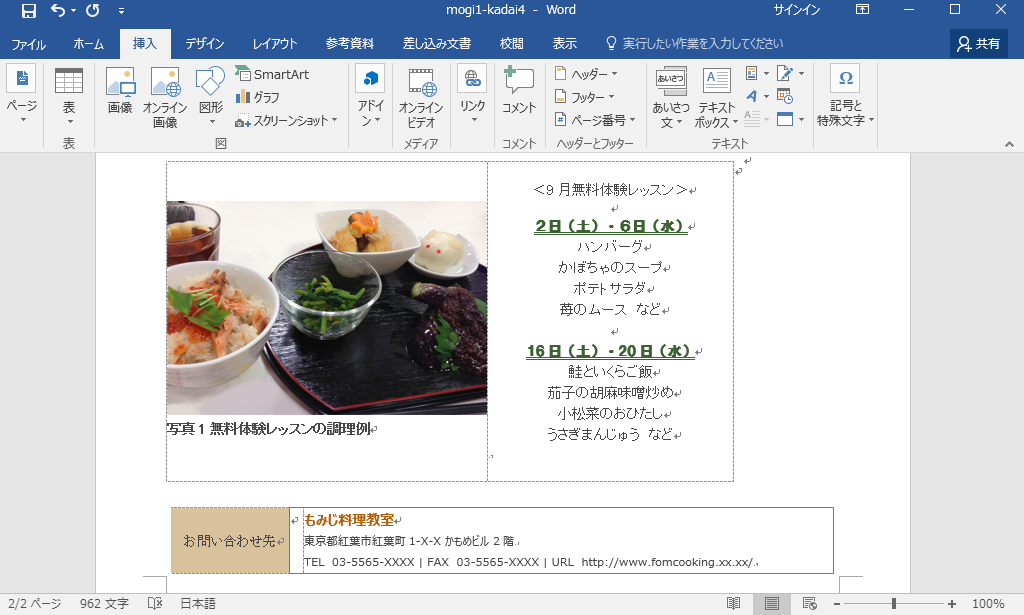 mogi1-kadai4 - Word
サインイン
ファイル ホーム 挿入 デザイン レイアウト 参考資料 差し込み文書 校閲 表示 実行したい作業を入力してください 共有
ページ
表
画像
オンライン
画像
図形
SmartArt
グラフ
スクリーンショット
アドイ
ン
オンライン
ビデオ
リンク
コメント
ヘッダー
フッター
ページ番号
あいさつ
あいさつ
文
テキスト
ボックス
記号と
特殊文字
表 図 メディア コメント ヘッダーとフッター テキスト
<9 月無料体験レッスン>
2日（土）・6日（水）
ハンバーグ
かぼちゃのスープ
ポテトサラダ
苺のムース など
16日（土）・20日（水）
鮭といくらご飯
茄子の胡麻味噌炒め
小松菜のおひたし
うさぎまんじゅう など
写真 1 無料体験レッスンの調理例
お問い合わせ先
もみじ料理教室
東京都紅葉市紅葉町 1-X-X かもめビル 2 階
TEL 03-5565-XXXX | FAX 03-5565-XXXX | URL http://www.fomcooking.xx.xx/
2/2 ページ 962 文字 日本語 100%